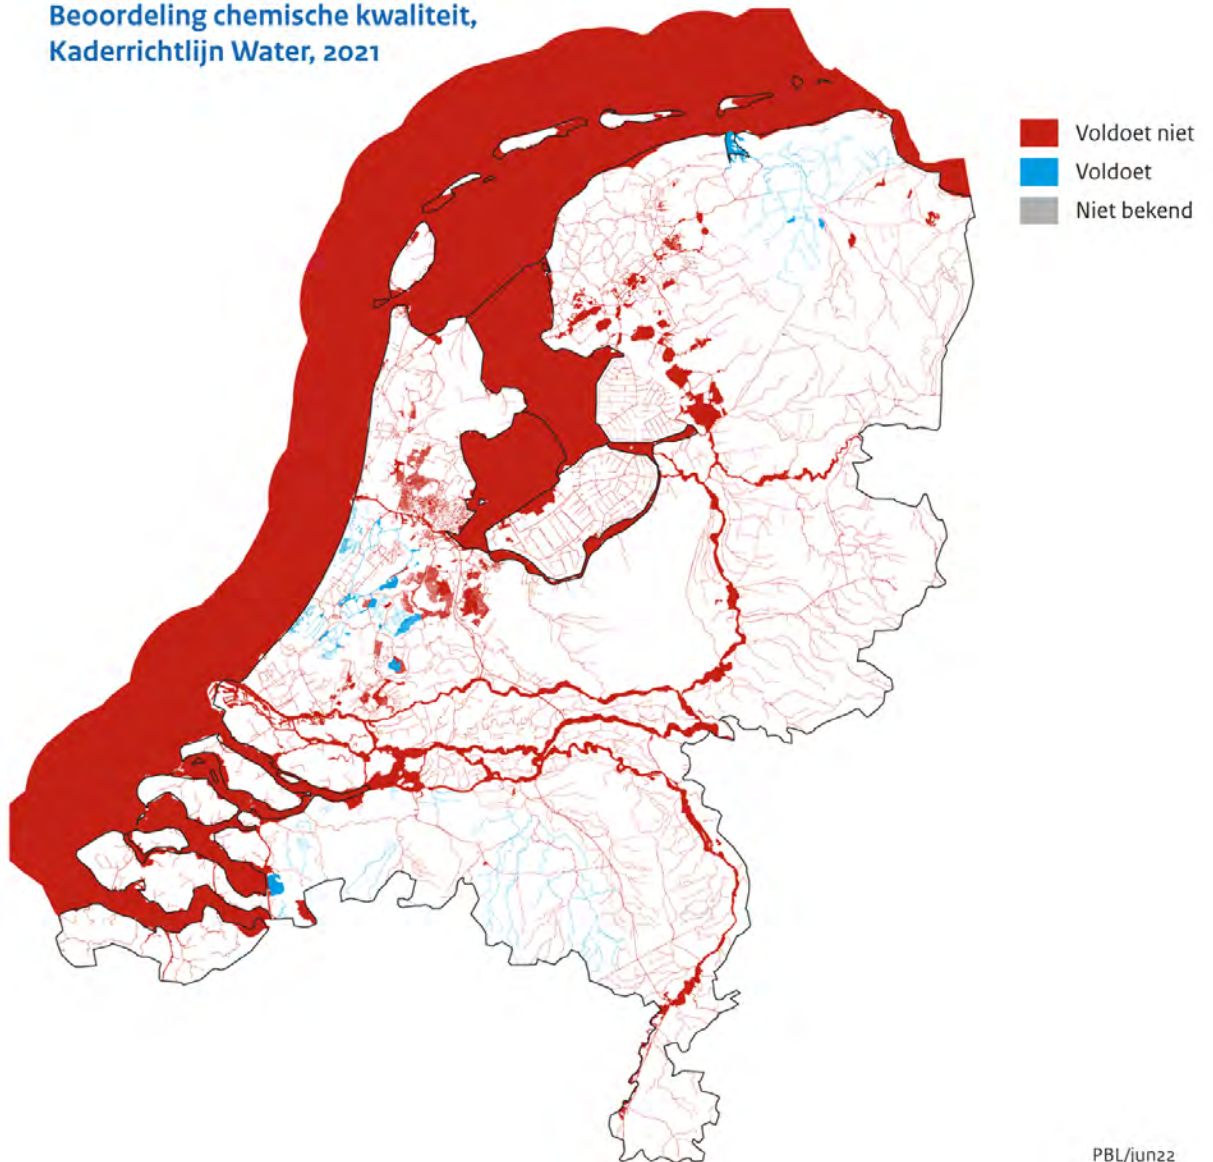 Beoordeling chemische kwaliteit,
Kaderrichtlijn Water, 2021
Voldoet niet
Voldoet
Niet bekend
PBL/jun22